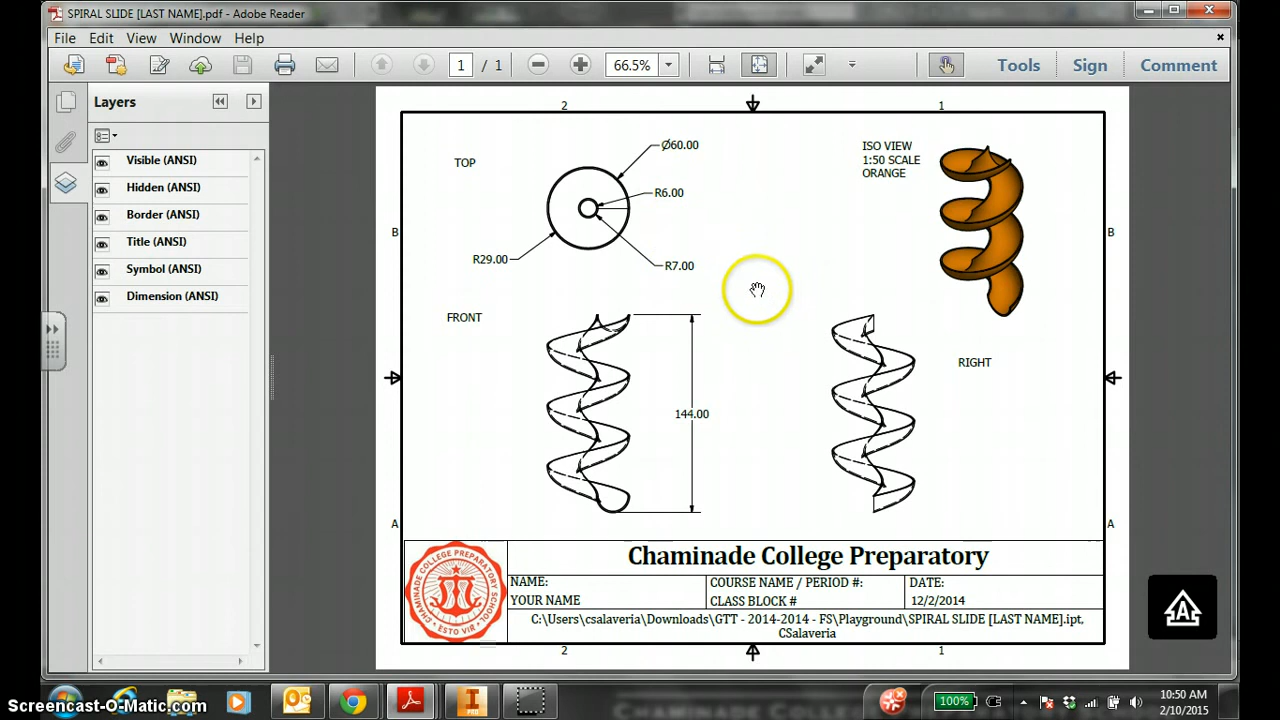 SPIRAL SLIDE [LAST NAME].pdf - Adobe Reader
File Edit View Window Help
1 / 1 66.5% Tools Sign Comment
Layers
Visible (ANSI)
Hidden (ANSI)
Border (ANSI)
Title (ANSI)
Symbol (ANSI)
Dimension (ANSI)
2 1
TOP
Ø60.00
R6.00
R29.00
R7.00
ISO VIEW
1:50 SCALE
ORANGE
B B
FRONT
144.00
RIGHT
A A
Chaminade College Preparatory
CHAMINADE COLLEGE PREPARATORY SCHOOL
ESTO VIR
NAME:
YOUR NAME
COURSE NAME / PERIOD #:
CLASS BLOCK #
DATE:
12/2/2014
C:\Users\csalaveria\Downloads\GTT - 2014-2014 - FS\Playground\SPIRAL SLIDE [LAST NAME].ipt,
CSalaveria
2 1
A
Screencast-O-Matic.com
100%
10:50 AM
2/10/2015